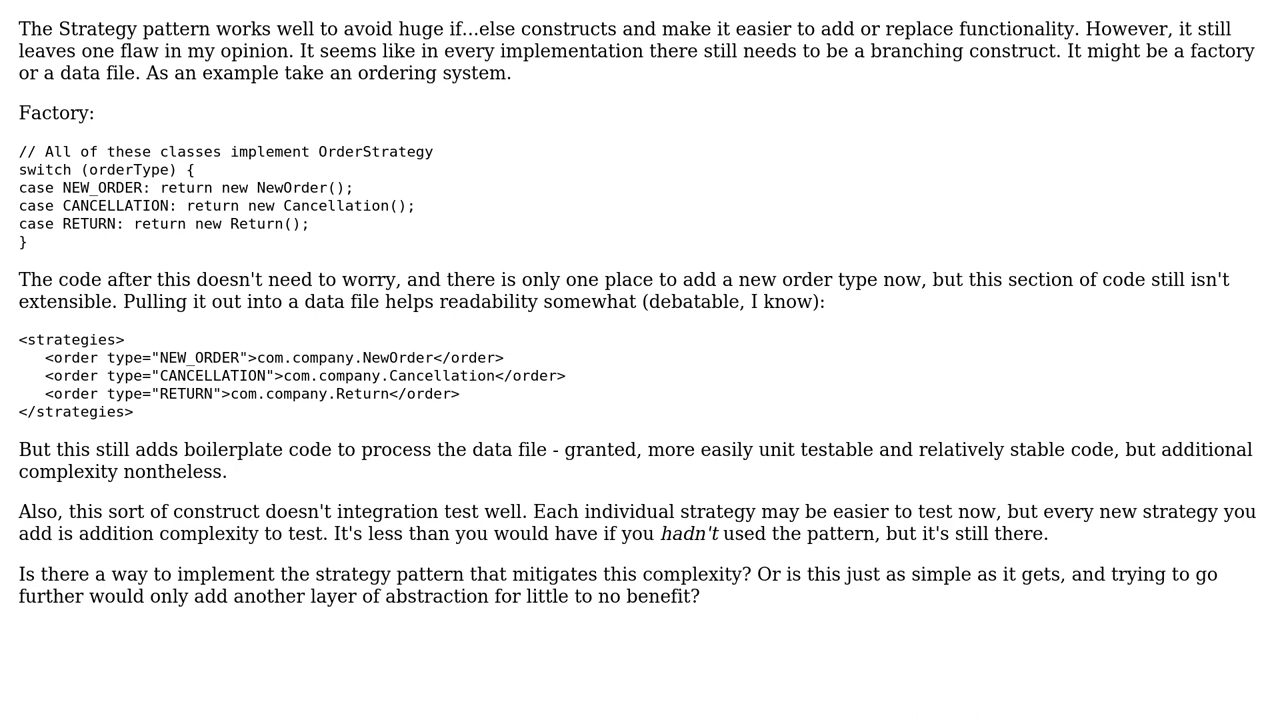 The Strategy pattern works well to avoid huge if...else constructs and make it easier to add or replace functionality. However, it still
leaves one flaw in my opinion. It seems like in every implementation there still needs to be a branching construct. It might be a factory
or a data file. As an example take an ordering system.
Factory:
// All of these classes implement OrderStrategy
switch (orderType) {
case NEW_ORDER: return new NewOrder();
case CANCELLATION: return new Cancellation();
case RETURN: return new Return();
}
The code after this doesn't need to worry, and there is only one place to add a new order type now, but this section of code still isn't
extensible. Pulling it out into a data file helps readability somewhat (debatable, I know):
<strategies>
   <order type="NEW_ORDER">com.company.NewOrder</order>
   <order type="CANCELLATION">com.company.Cancellation</order>
   <order type="RETURN">com.company.Return</order>
</strategies>
But this still adds boilerplate code to process the data file - granted, more easily unit testable and relatively stable code, but additional
complexity nontheless.
Also, this sort of construct doesn't integration test well. Each individual strategy may be easier to test now, but every new strategy you
add is addition complexity to test. It's less than you would have if you hadn't used the pattern, but it's still there.
Is there a way to implement the strategy pattern that mitigates this complexity? Or is this just as simple as it gets, and trying to go
further would only add another layer of abstraction for little to no benefit?